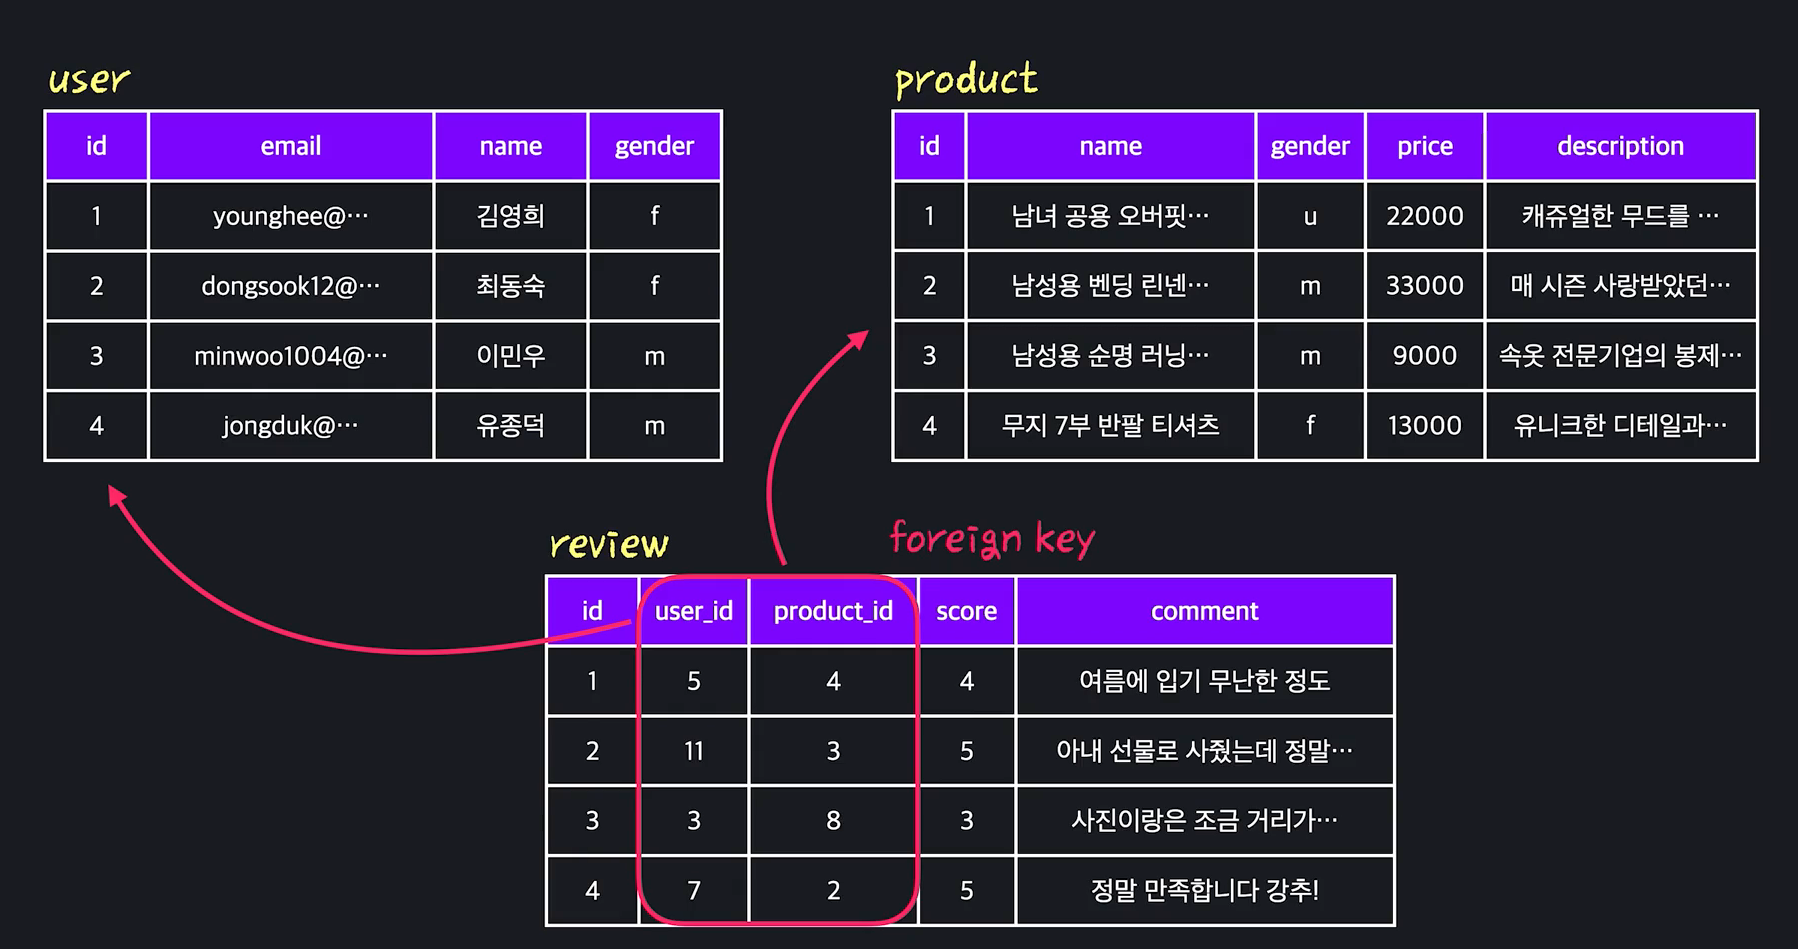 user
id email name gender
1 younghee@… 김영희 f
2 dongsook12@… 최동숙 f
3 minwoo1004@… 이민우 m
4 jongduk@… 유종덕 m
product
id name gender price description
1 남녀 공용 오버핏… u 22000 캐쥬얼한 무드를 …
2 남성용 벤딩 린넨… m 33000 매 시즌 사랑받았던…
3 남성용 순명 러닝… m 9000 속옷 전문기업의 봉제…
4 무지 7부 반팔 티셔츠 f 13000 유니크한 디테일과…
review
foreign key
id user_id product_id score comment
1 5 4 4 여름에 입기 무난한 정도
2 11 3 5 아내 선물로 사줬는데 정말…
3 3 8 3 사진이랑은 조금 거리가…
4 7 2 5 정말 만족합니다 강추!